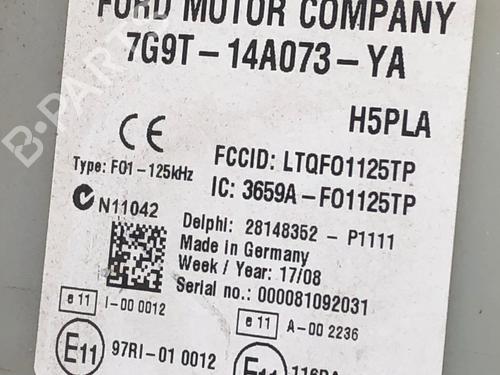 FORD MOTOR COMPANY
7G9T-14A073-YA
H5PLA
CE
FCCID: LTQF01125TP
Type: F01-125kHz
IC: 3659A-F01125TP
N11042
Delphi: 28148352 - P1111
Made in Germany
Week / Year: 17/08
Serial no.: 000081092031
e11 I-00 0012
e11 A-00 2236
E11 97RI-01 0012
E11
B-PARTS